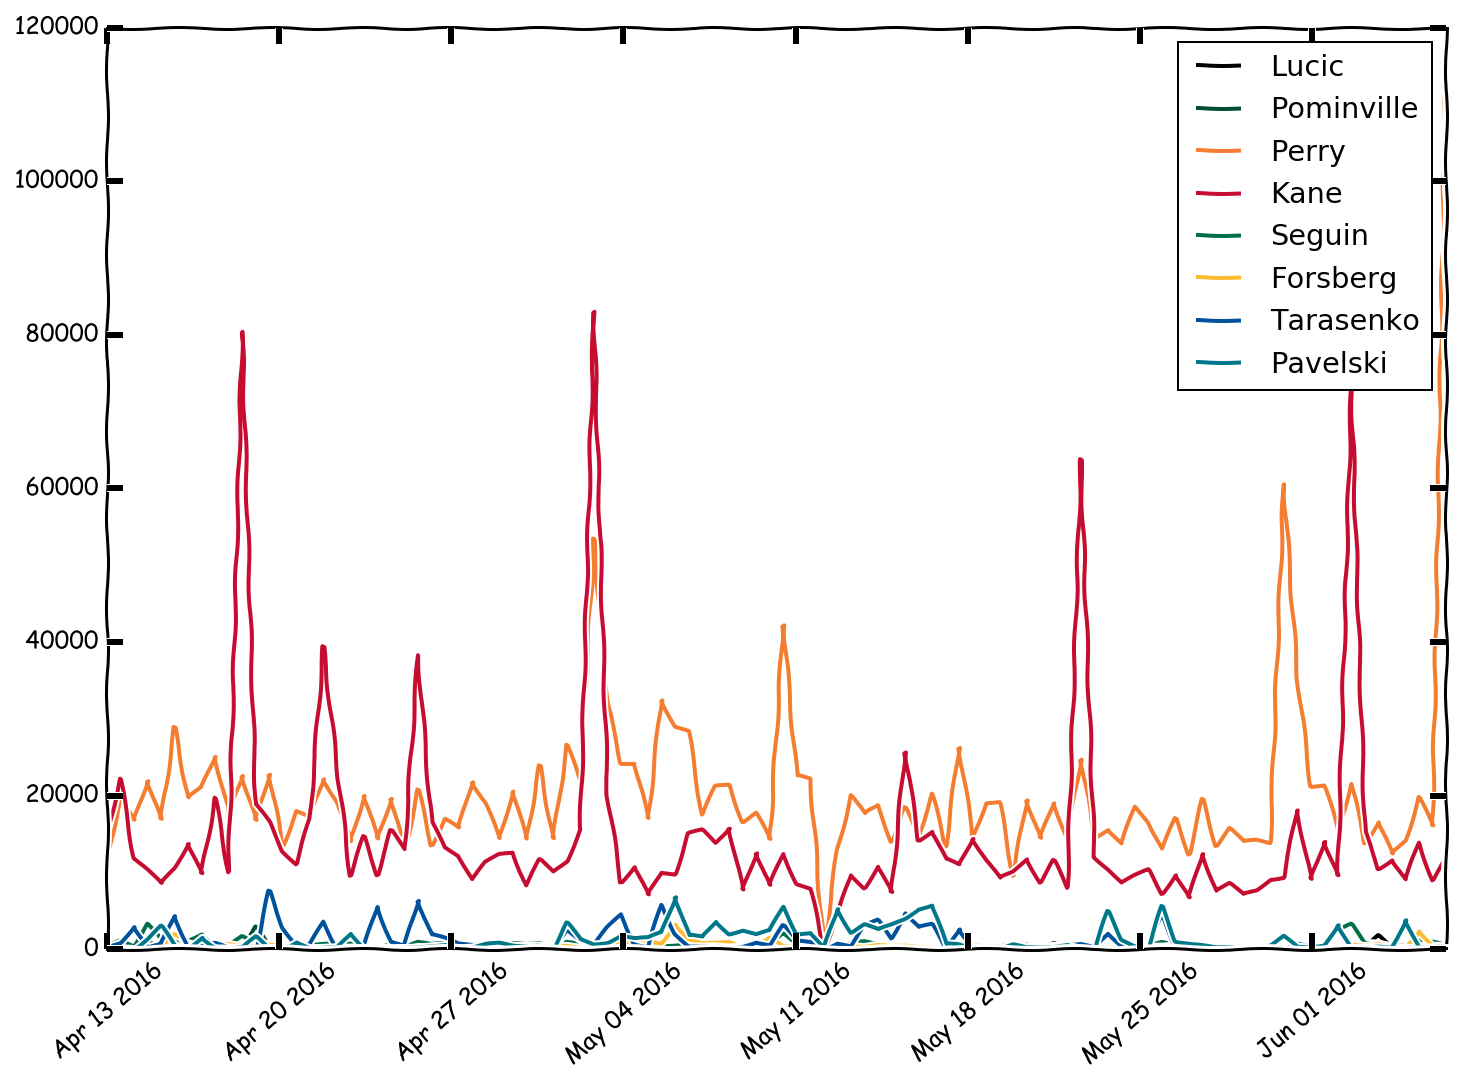 120000
100000
80000
60000
40000
20000
0
Lucic
Pominville
Perry
Kane
Seguin
Forsberg
Tarasenko
Pavelski
Apr 13 2016
Apr 20 2016
Apr 27 2016
May 04 2016
May 11 2016
May 18 2016
May 25 2016
Jun 01 2016